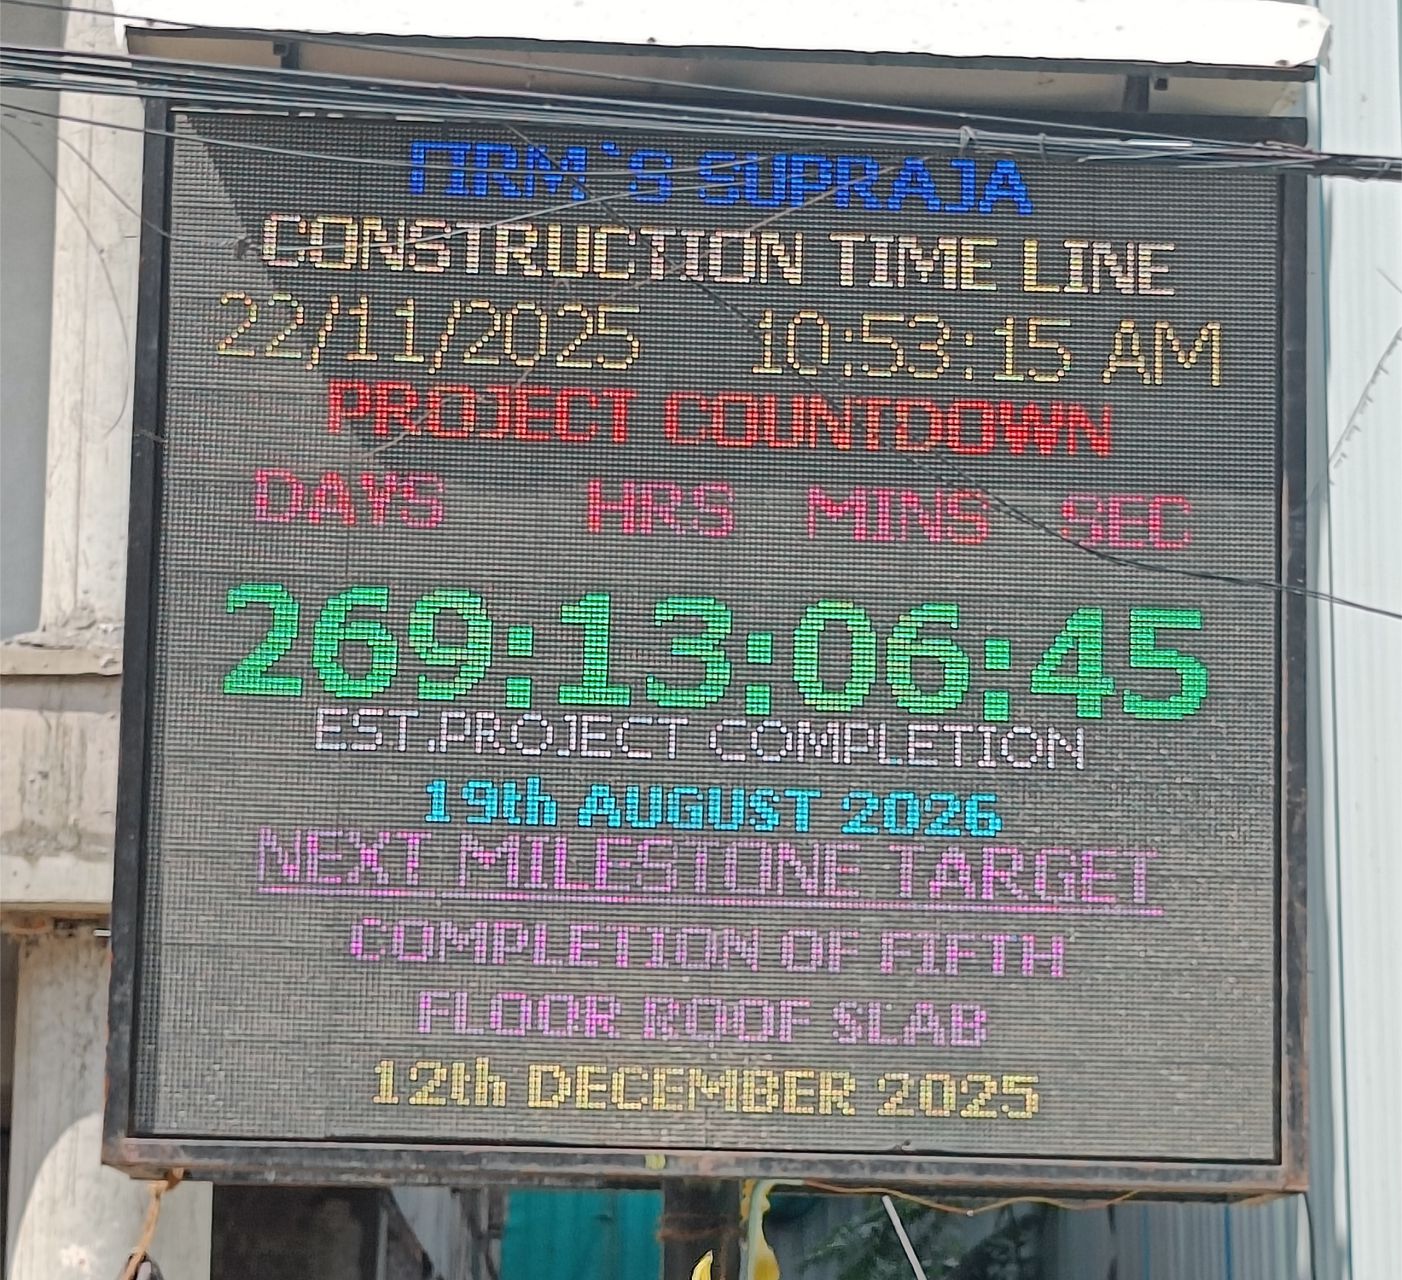 FIRM`S SUPRAJA
CONSTRUCTION TIME LINE
22/11/2025 10:53:15 AM
PROJECT COUNTDOWN
DAYS HRS MINS SEC
269:13:06:45
EST.PROJECT COMPLETION
19th AUGUST 2026
NEXT MILESTONE TARGET
COMPLETION OF FIFTH
FLOOR ROOF SLAB
12th DECEMBER 2025